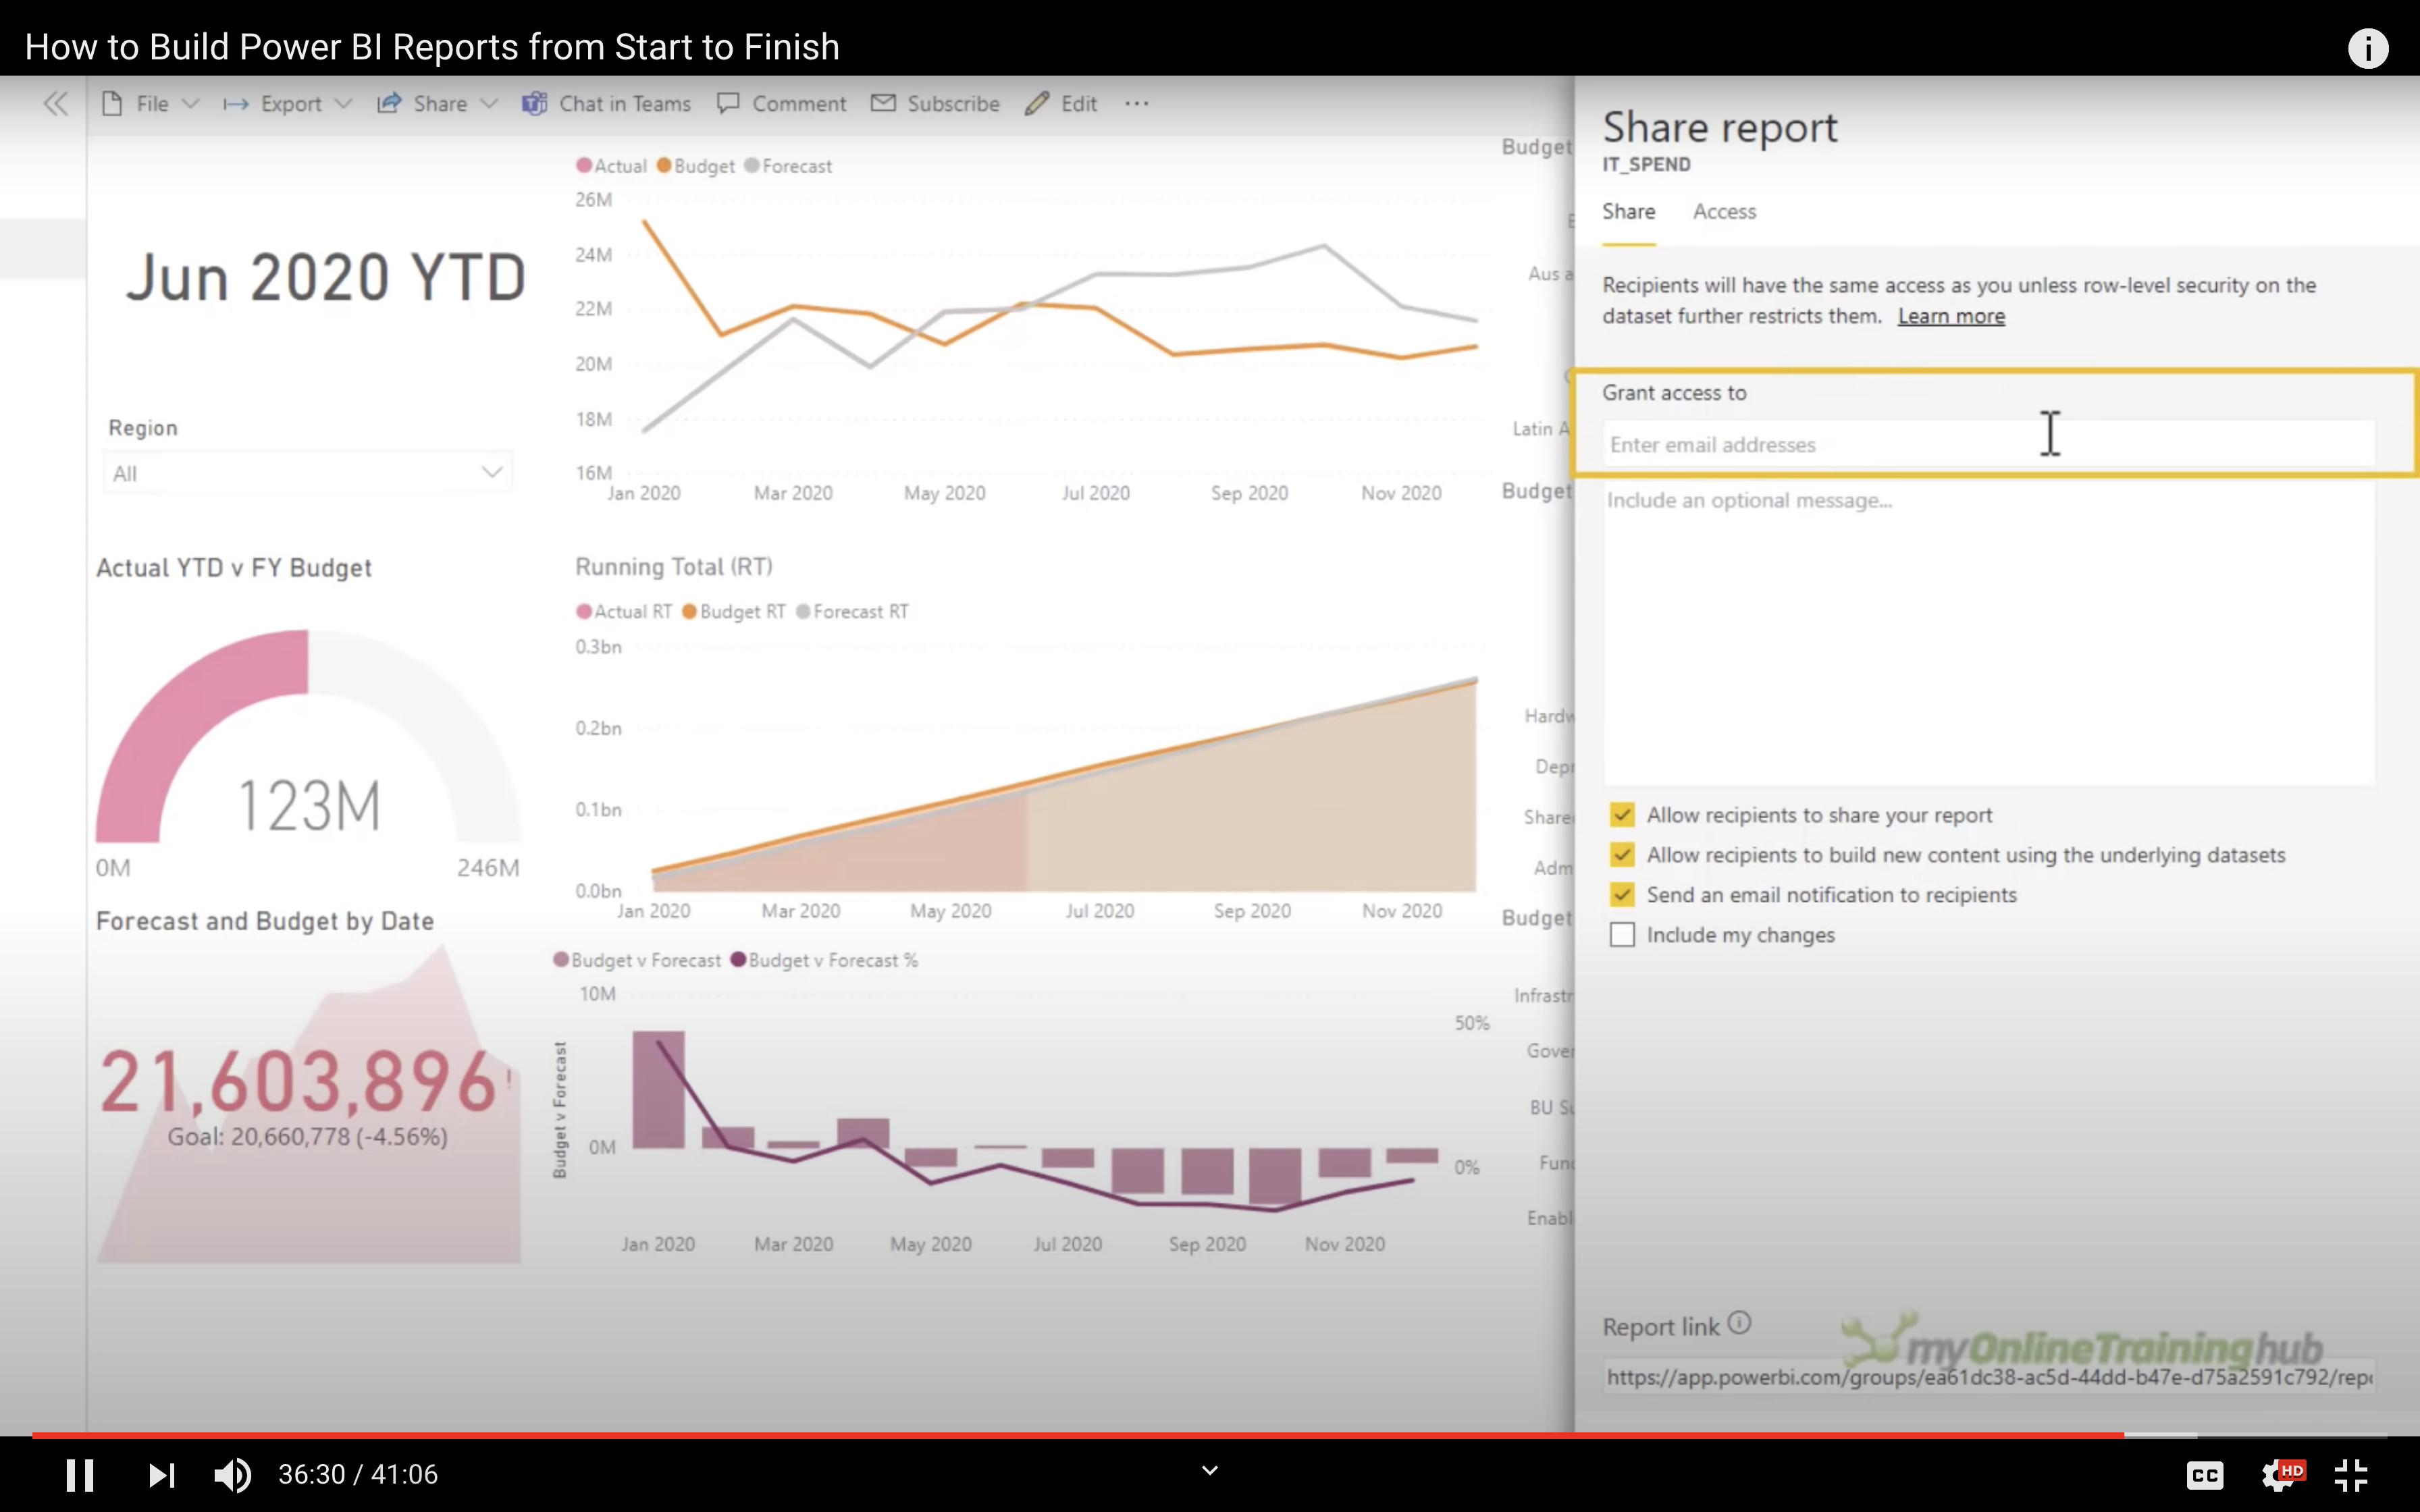 How to Build Power BI Reports from Start to Finish
File Export Share Chat in Teams Comment Subscribe Edit ...
Jun 2020 YTD
Region
All
Actual YTD v FY Budget
123M
0M 246M
Forecast and Budget by Date
21,603,896!
Goal: 20,660,778 (-4.56%)
Actual Budget Forecast
26M
24M
22M
20M
18M
16M
Jan 2020 Mar 2020 May 2020 Jul 2020 Sep 2020 Nov 2020
Running Total (RT)
Actual RT Budget RT Forecast RT
0.3bn
0.2bn
0.1bn
0.0bn
Jan 2020 Mar 2020 May 2020 Jul 2020 Sep 2020 Nov 2020
Budget v Forecast Budget v Forecast %
Budget v Forecast
10M
0M
50%
0%
Jan 2020 Mar 2020 May 2020 Jul 2020 Sep 2020 Nov 2020
Budget
Aus a
Latin A
Budget
Hardw
Depr
Share
Adm
Budget
Infrastr
Gover
BU Su
Func
Enabl
Share report
IT_SPEND
Share Access
Recipients will have the same access as you unless row-level security on the
dataset further restricts them. Learn more
Grant access to
Enter email addresses
Include an optional message...
Allow recipients to share your report
Allow recipients to build new content using the underlying datasets
Send an email notification to recipients
Include my changes
Report link
myOnlineTraininghub
https://app.powerbi.com/groups/ea61dc38-ac5d-44dd-b47e-d75a2591c792/repo
36:30 / 41:06
CC
HD